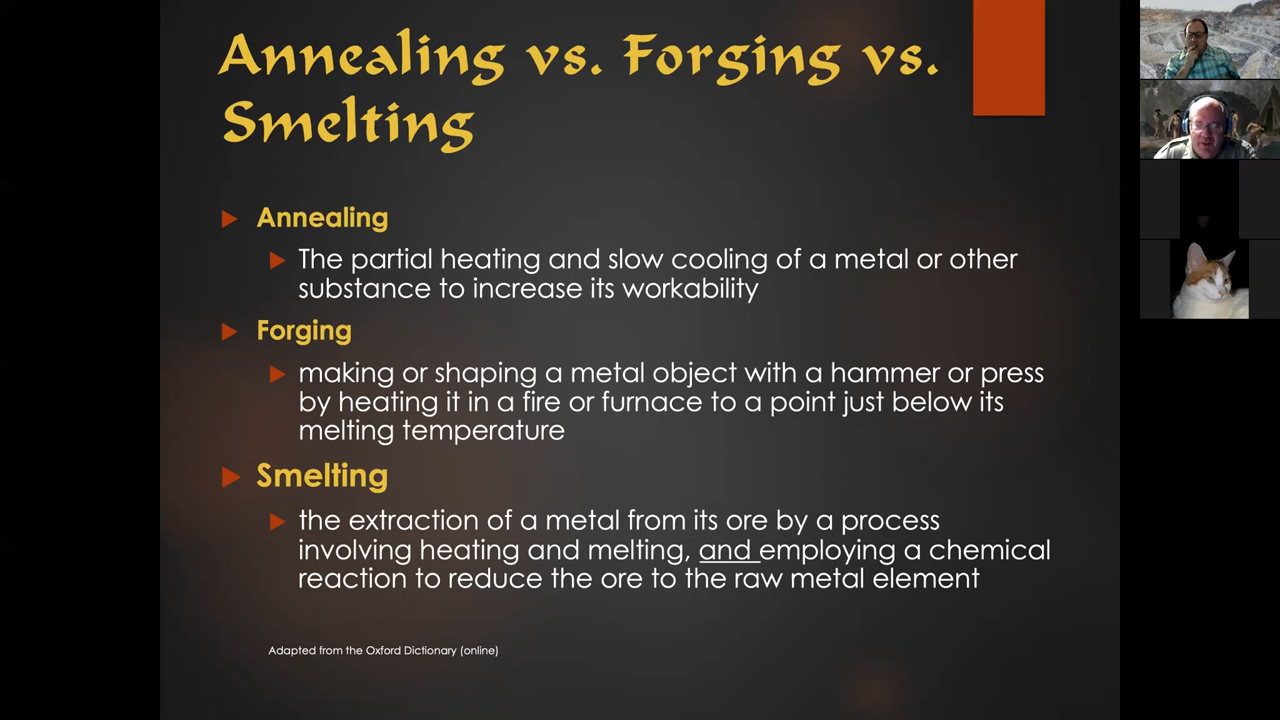 Annealing vs. Forging vs.
Smelting
Annealing
The partial heating and slow cooling of a metal or other
substance to increase its workability
Forging
making or shaping a metal object with a hammer or press
by heating it in a fire or furnace to a point just below its
melting temperature
Smelting
the extraction of a metal from its ore by a process
involving heating and melting, and employing a chemical
reaction to reduce the ore to the raw metal element
Adapted from the Oxford Dictionary (online)